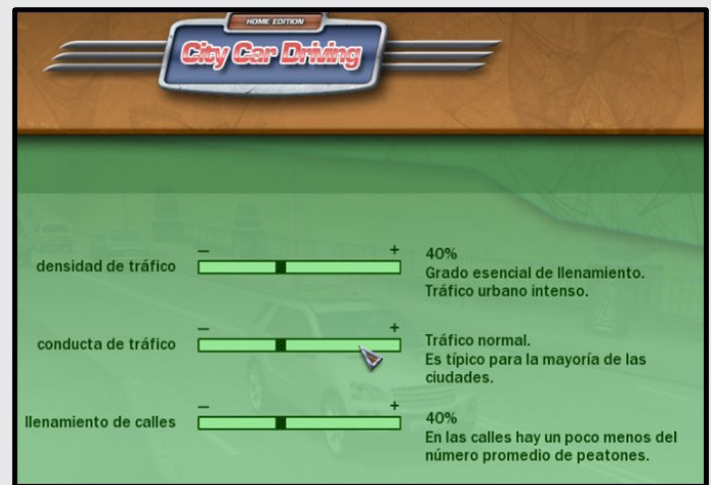 HOME EDITION
City Car Driving
– +
densidad de tráfico
40%
Grado esencial de llenamiento.
Tráfico urbano intenso.
– +
conducta de tráfico
Tráfico normal.
Es típico para la mayoría de las
ciudades.
– +
llenamiento de calles
40%
En las calles hay un poco menos del
número promedio de peatones.